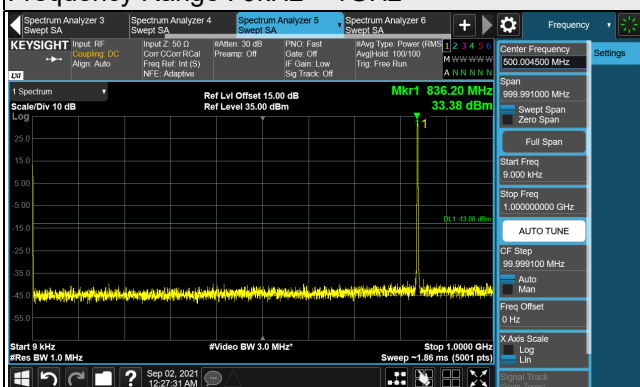 Spectrum Analyzer 3
Swept SA
Spectrum Analyzer 4
Swept SA
Spectrum Analyzer 5
Swept SA
Spectrum Analyzer 6
Swept SA
+
Frequency
KEYSIGHT
LXI
Input: RF
Coupling: DC
Align: Auto
Input Z: 50 Ω
Corr CCorr RCal
Freq Ref: Int (S)
NFE: Adaptive
#Atten: 30 dB
Preamp: Off
PNO: Fast
Gate: Off
IF Gain: Low
Sig Track: Off
#Avg Type: Power (RMS)
Avg|Hold: 100/100
Trig: Free Run
1 2 3 4 5 6
M W W W W W
A N N N N N
1 Spectrum
Scale/Div 10 dB
Log
Ref Lvl Offset 15.00 dB
Ref Level 35.00 dBm
Mkr1 836.20 MHz
33.38 dBm
1
25.0
15.0
5.00
-5.00
-15.0
-25.0
-35.0
-45.0
-55.0
DL1 -13.00 dBm
Start 9 kHz
#Res BW 1.0 MHz
#Video BW 3.0 MHz*
Stop 1.0000 GHz
Sweep ~1.86 ms (5001 pts)
Sep 02, 2021
12:27:31 AM
Center Frequency
500.004500 MHz
Span
999.991000 MHz
Swept Span
Zero Span
Full Span
Start Freq
9.000 kHz
Stop Freq
1.000000000 GHz
AUTO TUNE
CF Step
99.999100 MHz
Auto
Man
Freq Offset
0 Hz
X Axis Scale
Log
Lin
Signal Track
Settings